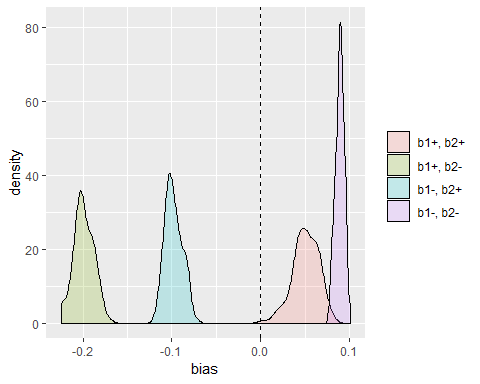 80
60
40
20
0
density
-0.2
-0.1
0.0
0.1
bias
b1+, b2+
b1+, b2-
b1-, b2+
b1-, b2-